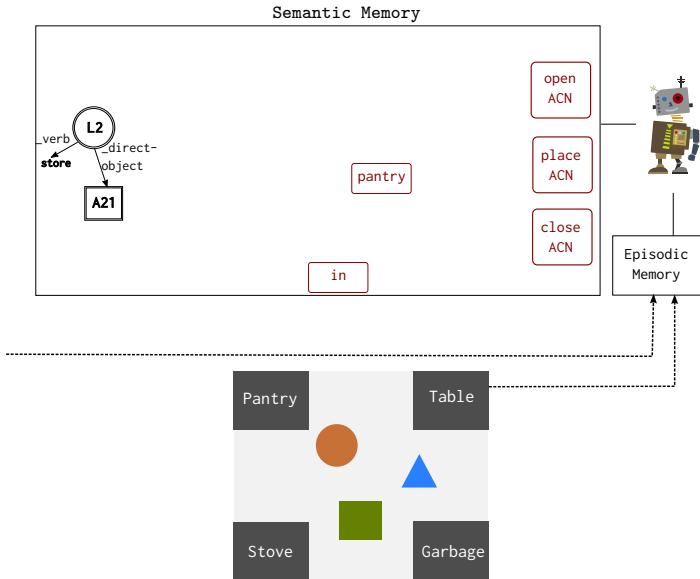 Semantic Memory
open
ACN
L2
_verb
_direct-
object
store
place
ACN
pantry
A21
close
ACN
in
Episodic
Memory
Pantry
Table
Stove
Garbage